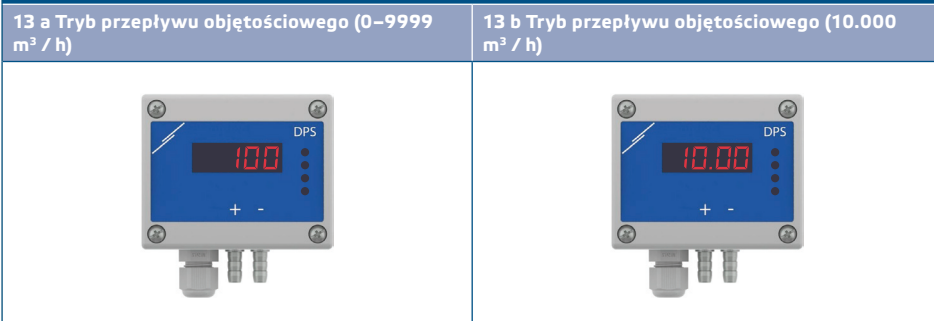 13 a Tryb przepływu objętościowego (0–9999
m³ / h)
13 b Tryb przepływu objętościowego (10.000
m³ / h)
DPS
100
+ -
DPS
10.00
+ -